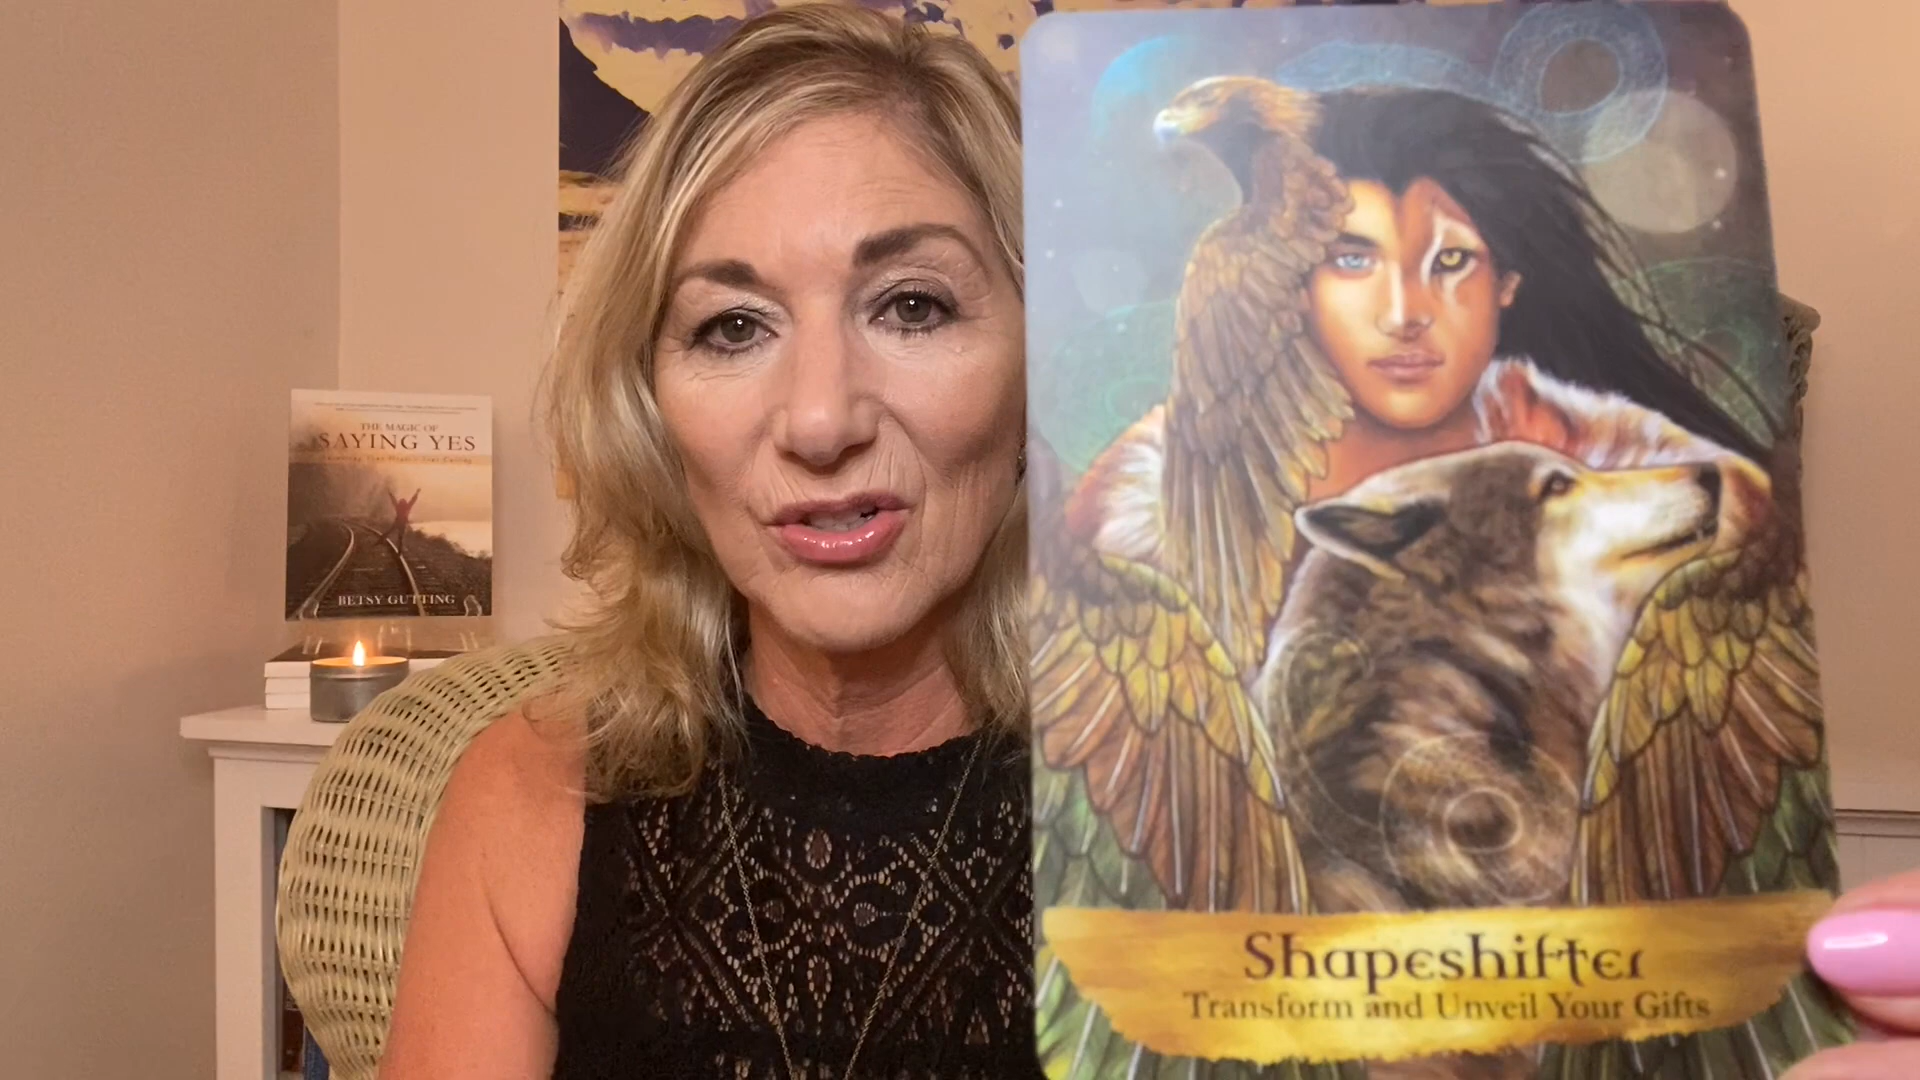 THE MAGIC OF
SAYING YES
BETSY GUTTING
Shapeshifter
Transform and Unveil Your Gifts